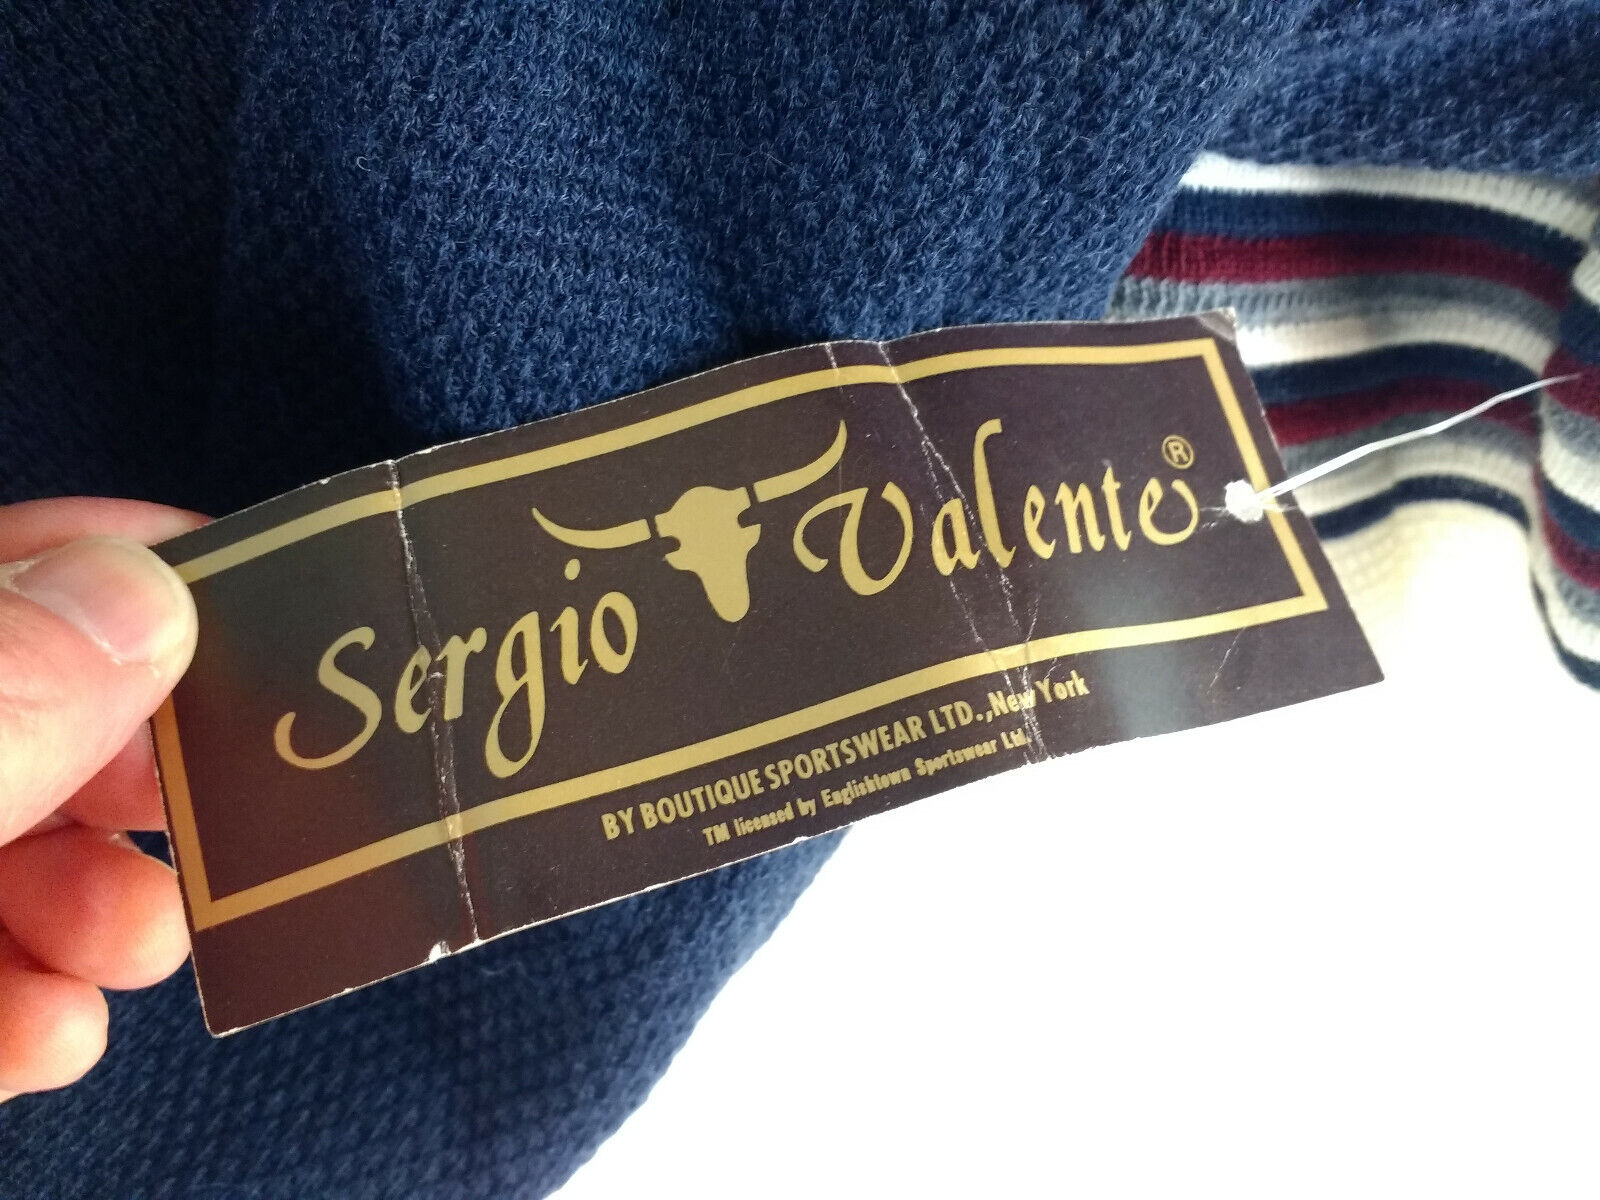 Sergio Valente®
BY BOUTIQUE SPORTSWEAR LTD., New York
TM licensed by Englishtown Sportswear Ltd.